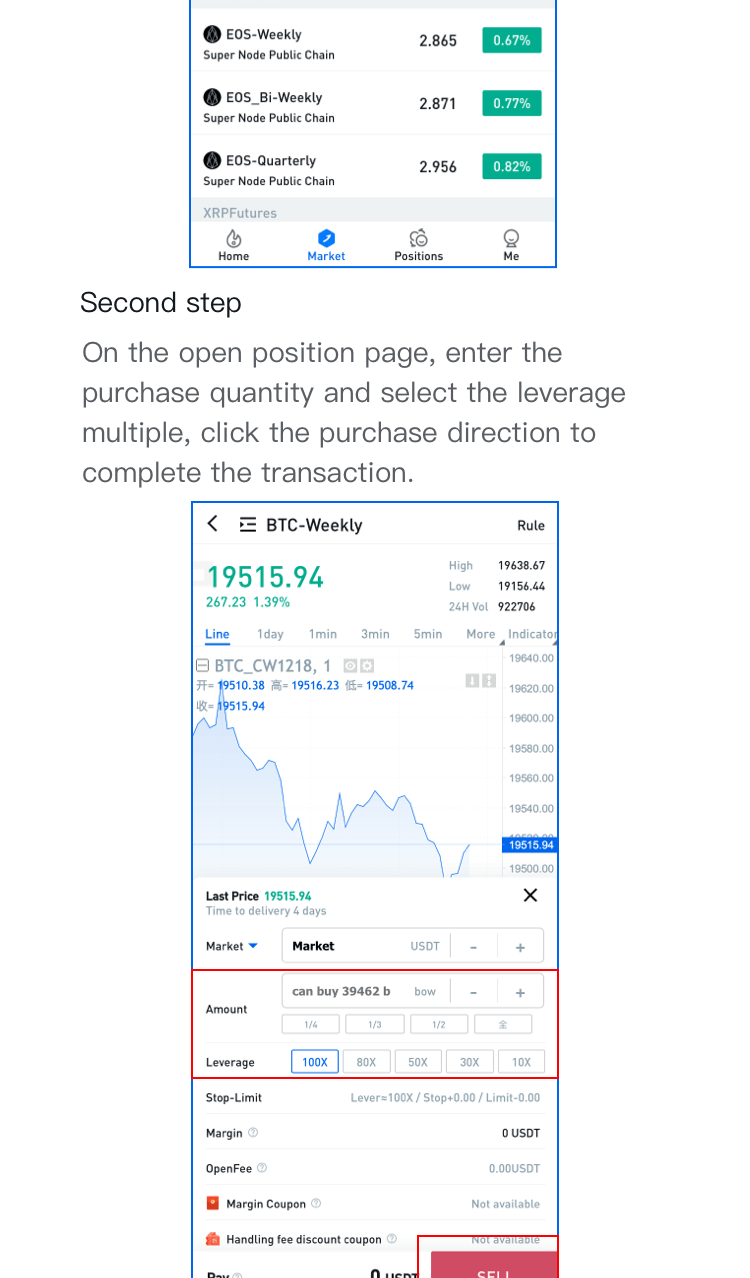 EOS-Weekly
Super Node Public Chain
2.865
0.67%
EOS_Bi-Weekly
Super Node Public Chain
2.871
0.77%
EOS-Quarterly
Super Node Public Chain
2.956
0.82%
XRPFutures
Home
Market
Positions
Me
Second step
On the open position page, enter the
purchase quantity and select the leverage
multiple, click the purchase direction to
complete the transaction.
BTC-Weekly
Rule
19515.94
267.23 1.39%
High 19638.67
Low 19156.44
24H Vol 922706
Line 1day 1min 3min 5min More Indicator
BTC_CW1218, 1
开= 19510.38 高= 19516.23 低= 19508.74
收= 19515.94
19640.00
19620.00
19600.00
19580.00
19560.00
19540.00
19520.00
19515.94
19500.00
Last Price 19515.94
Time to delivery 4 days
Market
Market USDT - +
Amount
can buy 39462 b bow - +
1/4 1/3 1/2 全
Leverage 100X 80X 50X 30X 10X
Stop-Limit Lever=100X / Stop+0.00 / Limit-0.00
Margin 0 USDT
OpenFee 0.00USDT
Margin Coupon Not available
Handling fee discount coupon Not available
Pay 0 USDT
SELL